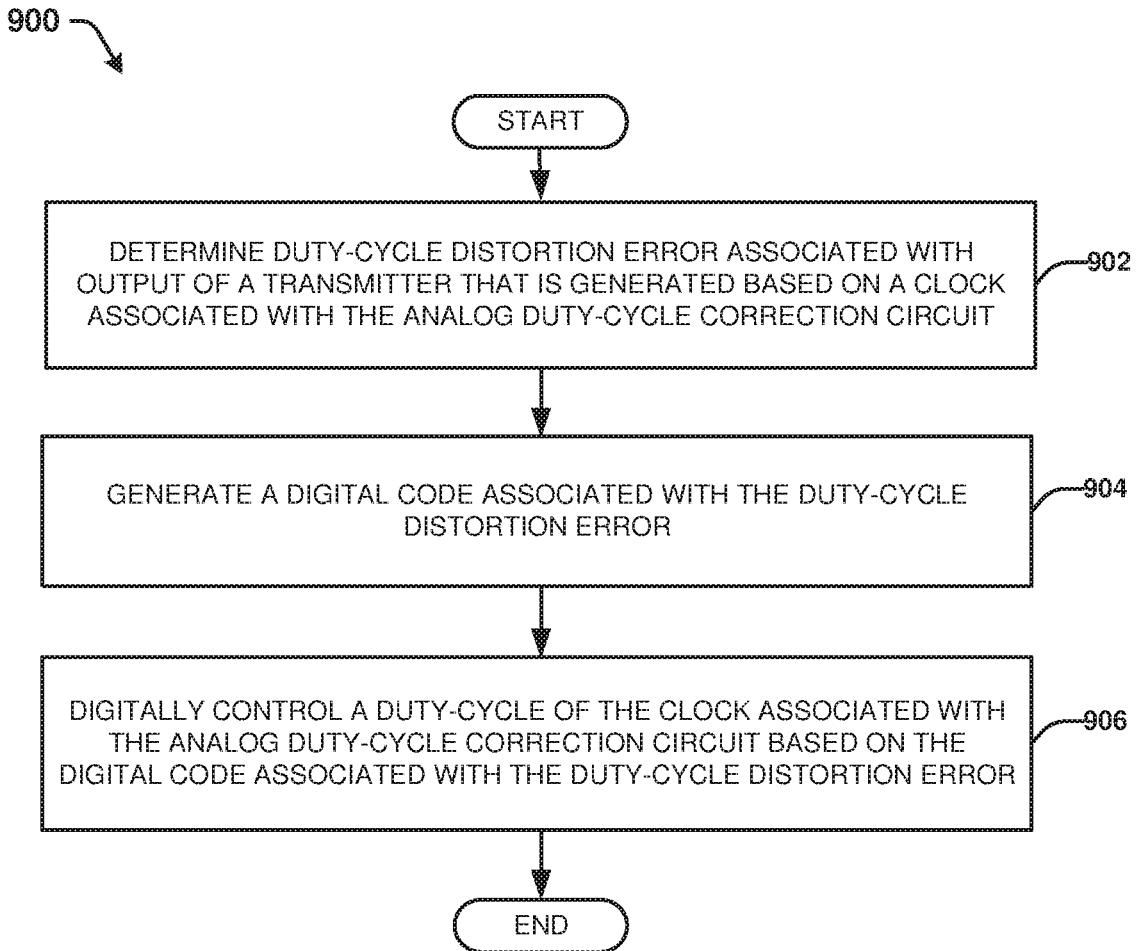 900
START
DETERMINE DUTY-CYCLE DISTORTION ERROR ASSOCIATED WITH
OUTPUT OF A TRANSMITTER THAT IS GENERATED BASED ON A CLOCK
ASSOCIATED WITH THE ANALOG DUTY-CYCLE CORRECTION CIRCUIT
902
GENERATE A DIGITAL CODE ASSOCIATED WITH THE DUTY-CYCLE
DISTORTION ERROR
904
DIGITALLY CONTROL A DUTY-CYCLE OF THE CLOCK ASSOCIATED WITH
THE ANALOG DUTY-CYCLE CORRECTION CIRCUIT BASED ON THE
DIGITAL CODE ASSOCIATED WITH THE DUTY-CYCLE DISTORTION ERROR
906
END